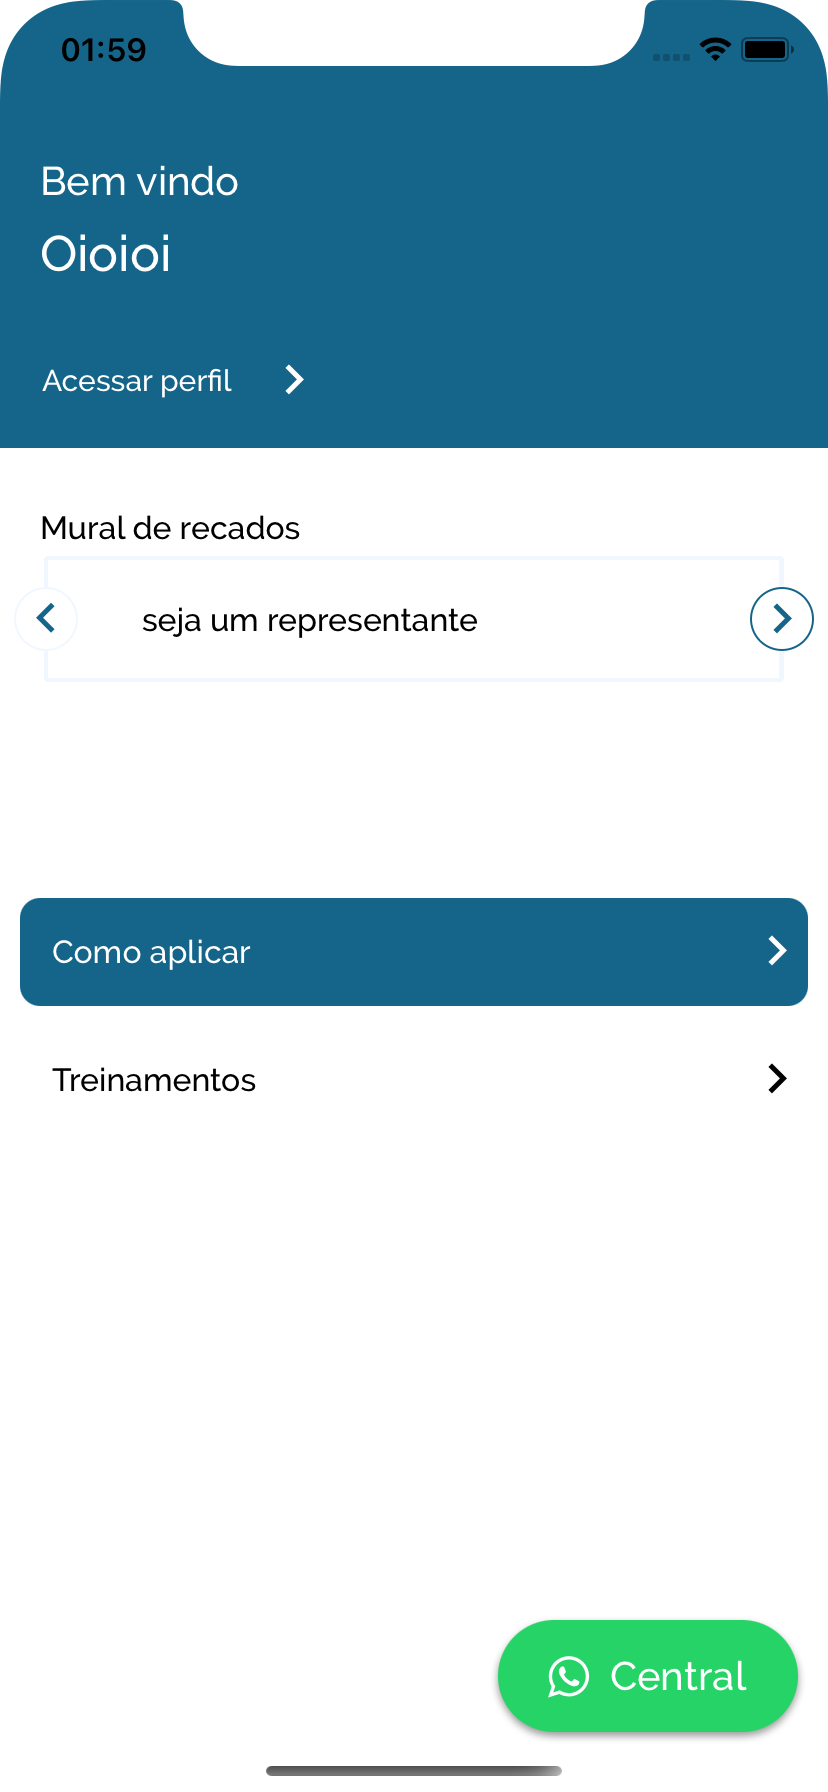 01:59
Bem vindo
Oioioi
Acessar perfil
Mural de recados
seja um representante
Como aplicar
Treinamentos
Central